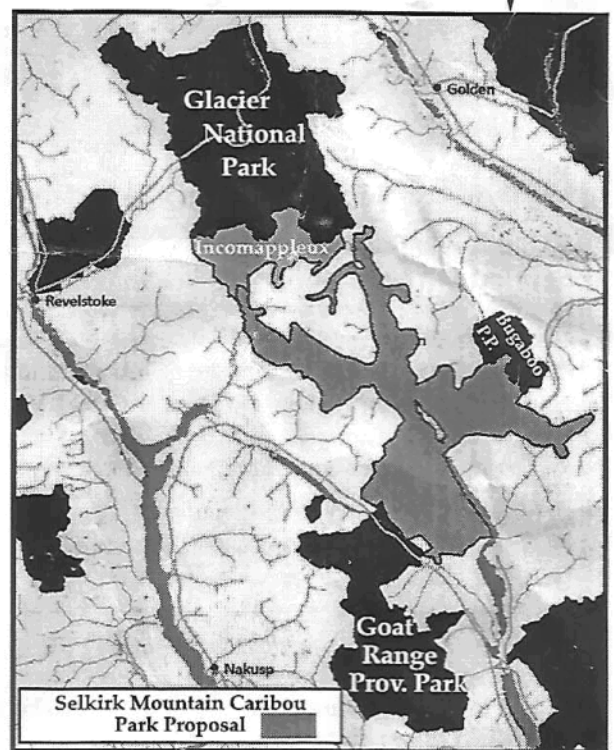 Glacier
National
Park
Golden
Incomappleux
Revelstoke
Bugaboo
P.P.
Goat
Range
Prov. Park
Nakusp
Selkirk Mountain Caribou
Park Proposal